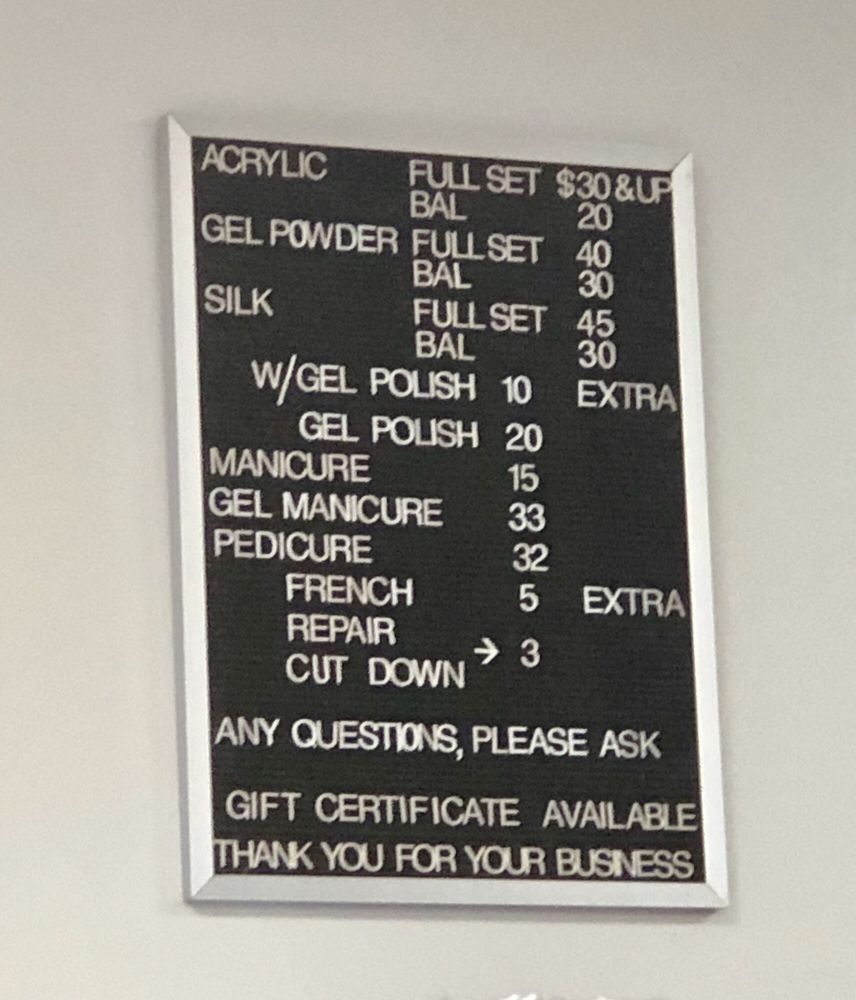 ACRYLIC FULL SET $30 & UP
BAL 20
GEL POWDER FULL SET 40
BAL 30
SILK FULL SET 45
BAL 30
W/GEL POLISH 10 EXTRA
GEL POLISH 20
MANICURE 15
GEL MANICURE 33
PEDICURE 32
FRENCH 5 EXTRA
REPAIR
CUT DOWN → 3
ANY QUESTIONS, PLEASE ASK
GIFT CERTIFICATE AVAILABLE
THANK YOU FOR YOUR BUSINESS